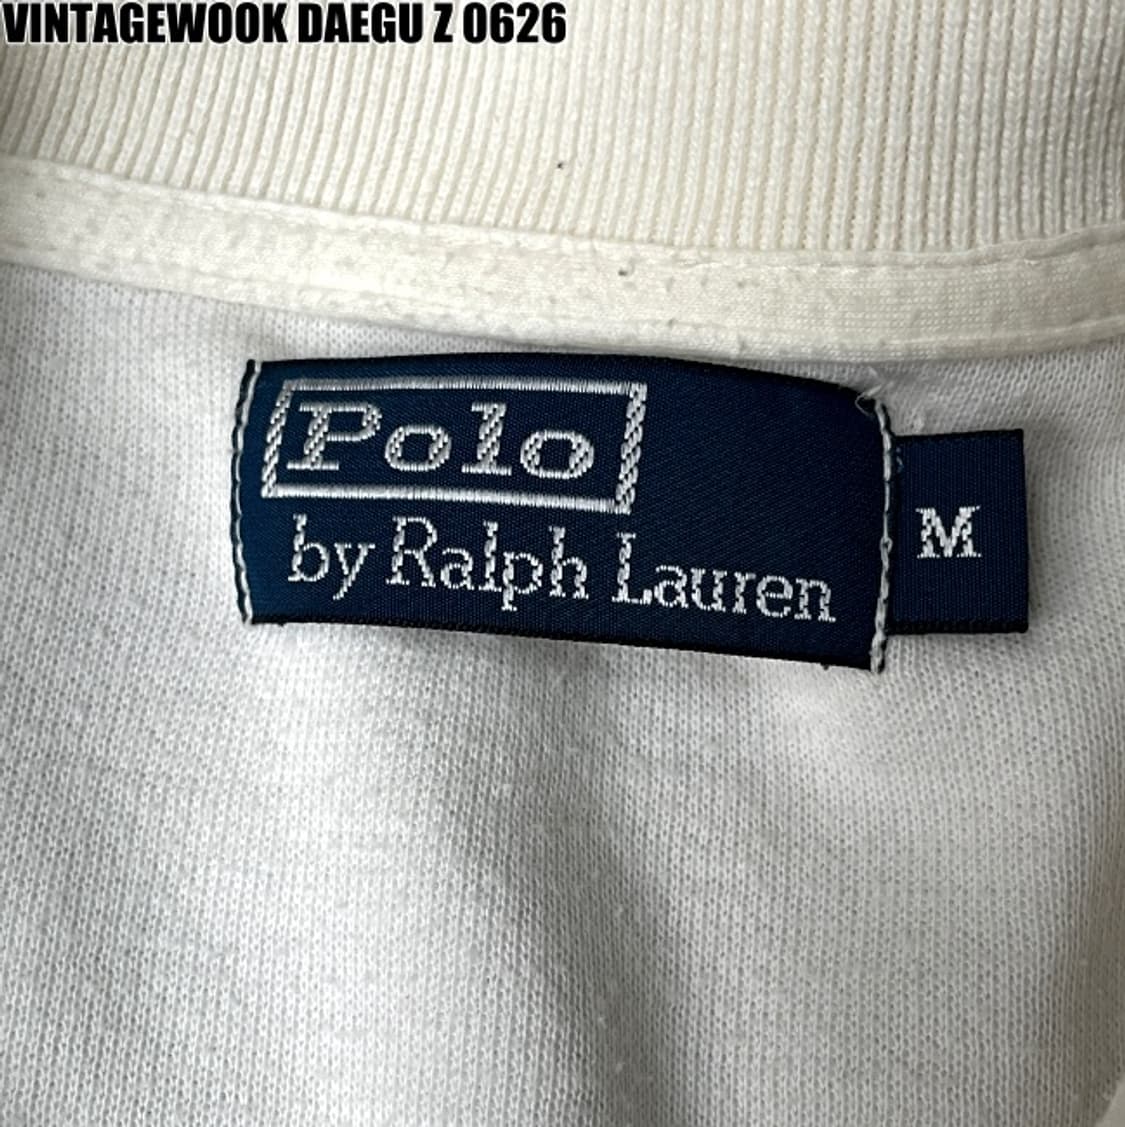 VINTAGEWOOK DAEGU Z 0626
Polo
by Ralph Lauren
M